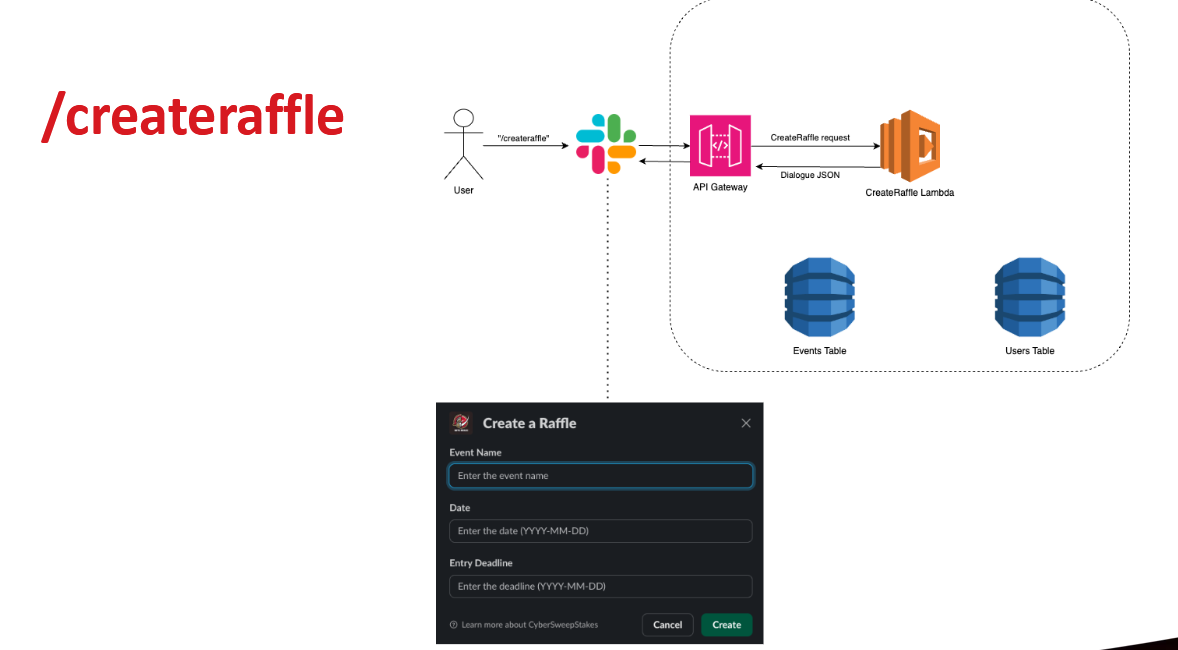 /createraffle
"/createraffle"
User
API Gateway
CreateRaffle request
Dialogue JSON
CreateRaffle Lambda
Events Table
Users Table
Create a Raffle
Event Name
Enter the event name
Date
Enter the date (YYYY-MM-DD)
Entry Deadline
Enter the deadline (YYYY-MM-DD)
Learn more about CyberSweepStakes
Cancel
Create